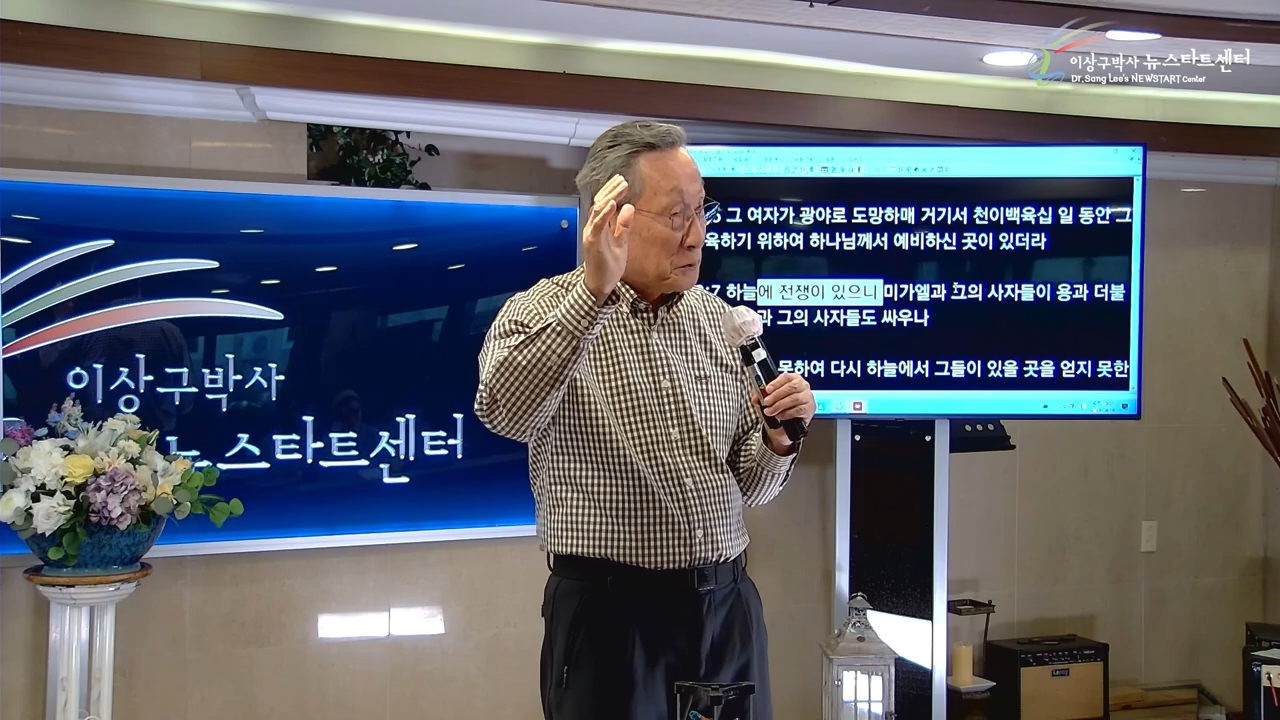 이상구박사 뉴스타트센터
Dr. Sang Lee's NEWSTART Center
그 여자가 광야로 도망하매 거기서 천이백육십 일 동안 그
육하기 위하여 하나님께서 예비하신 곳이 있더라
:7 하늘에 전쟁이 있으니 미가엘과 그의 사자들이 용과 더불
과 그의 사자들도 싸우나
못하여 다시 하늘에서 그들이 있을 곳을 얻지 못한
이상구박사
뉴스타트센터